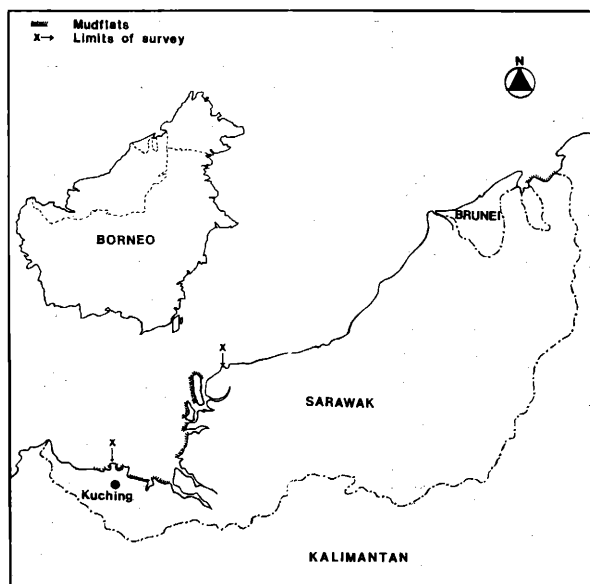 Mudflats
X→ Limits of survey
N
BORNEO
BRUNEI
X
SARAWAK
X
Kuching
KALIMANTAN